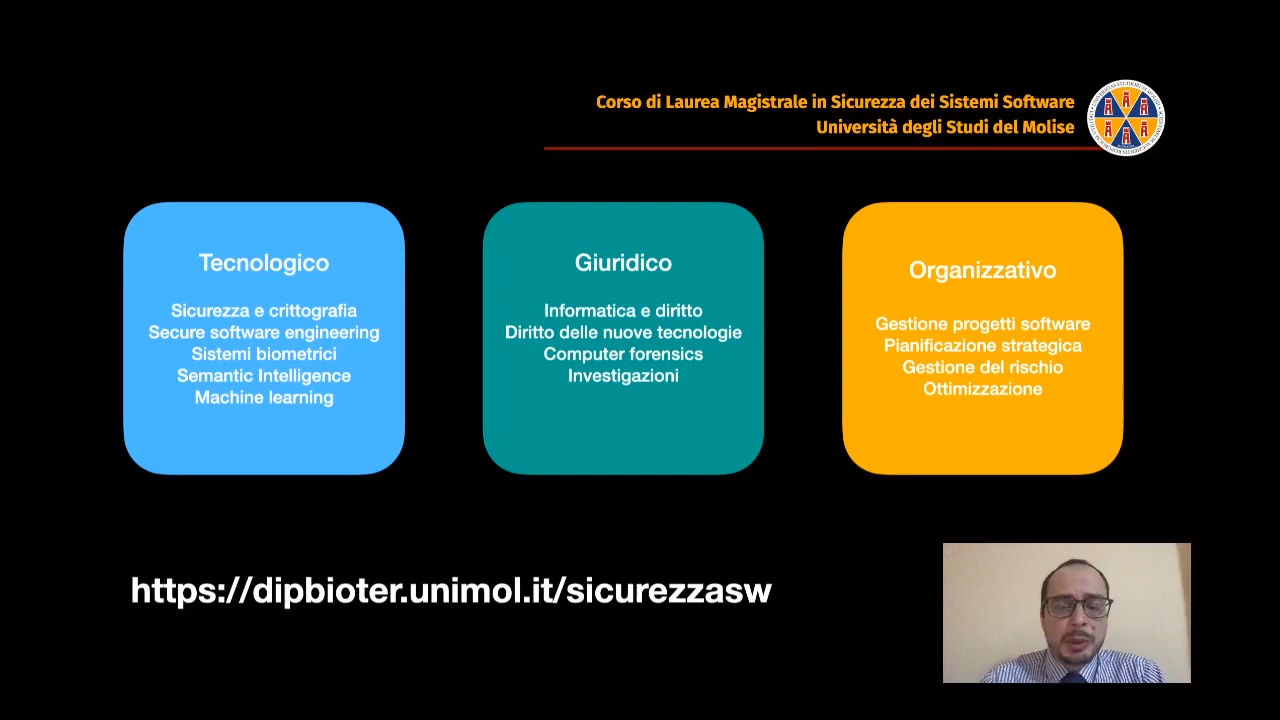 Corso di Laurea Magistrale in Sicurezza dei Sistemi Software
Università degli Studi del Molise
Tecnologico
Sicurezza e crittografia
Secure software engineering
Sistemi biometrici
Semantic Intelligence
Machine learning
Giuridico
Informatica e diritto
Diritto delle nuove tecnologie
Computer forensics
Investigazioni
Organizzativo
Gestione progetti software
Pianificazione strategica
Gestione del rischio
Ottimizzazione
https://dipbioter.unimol.it/sicurezzasw